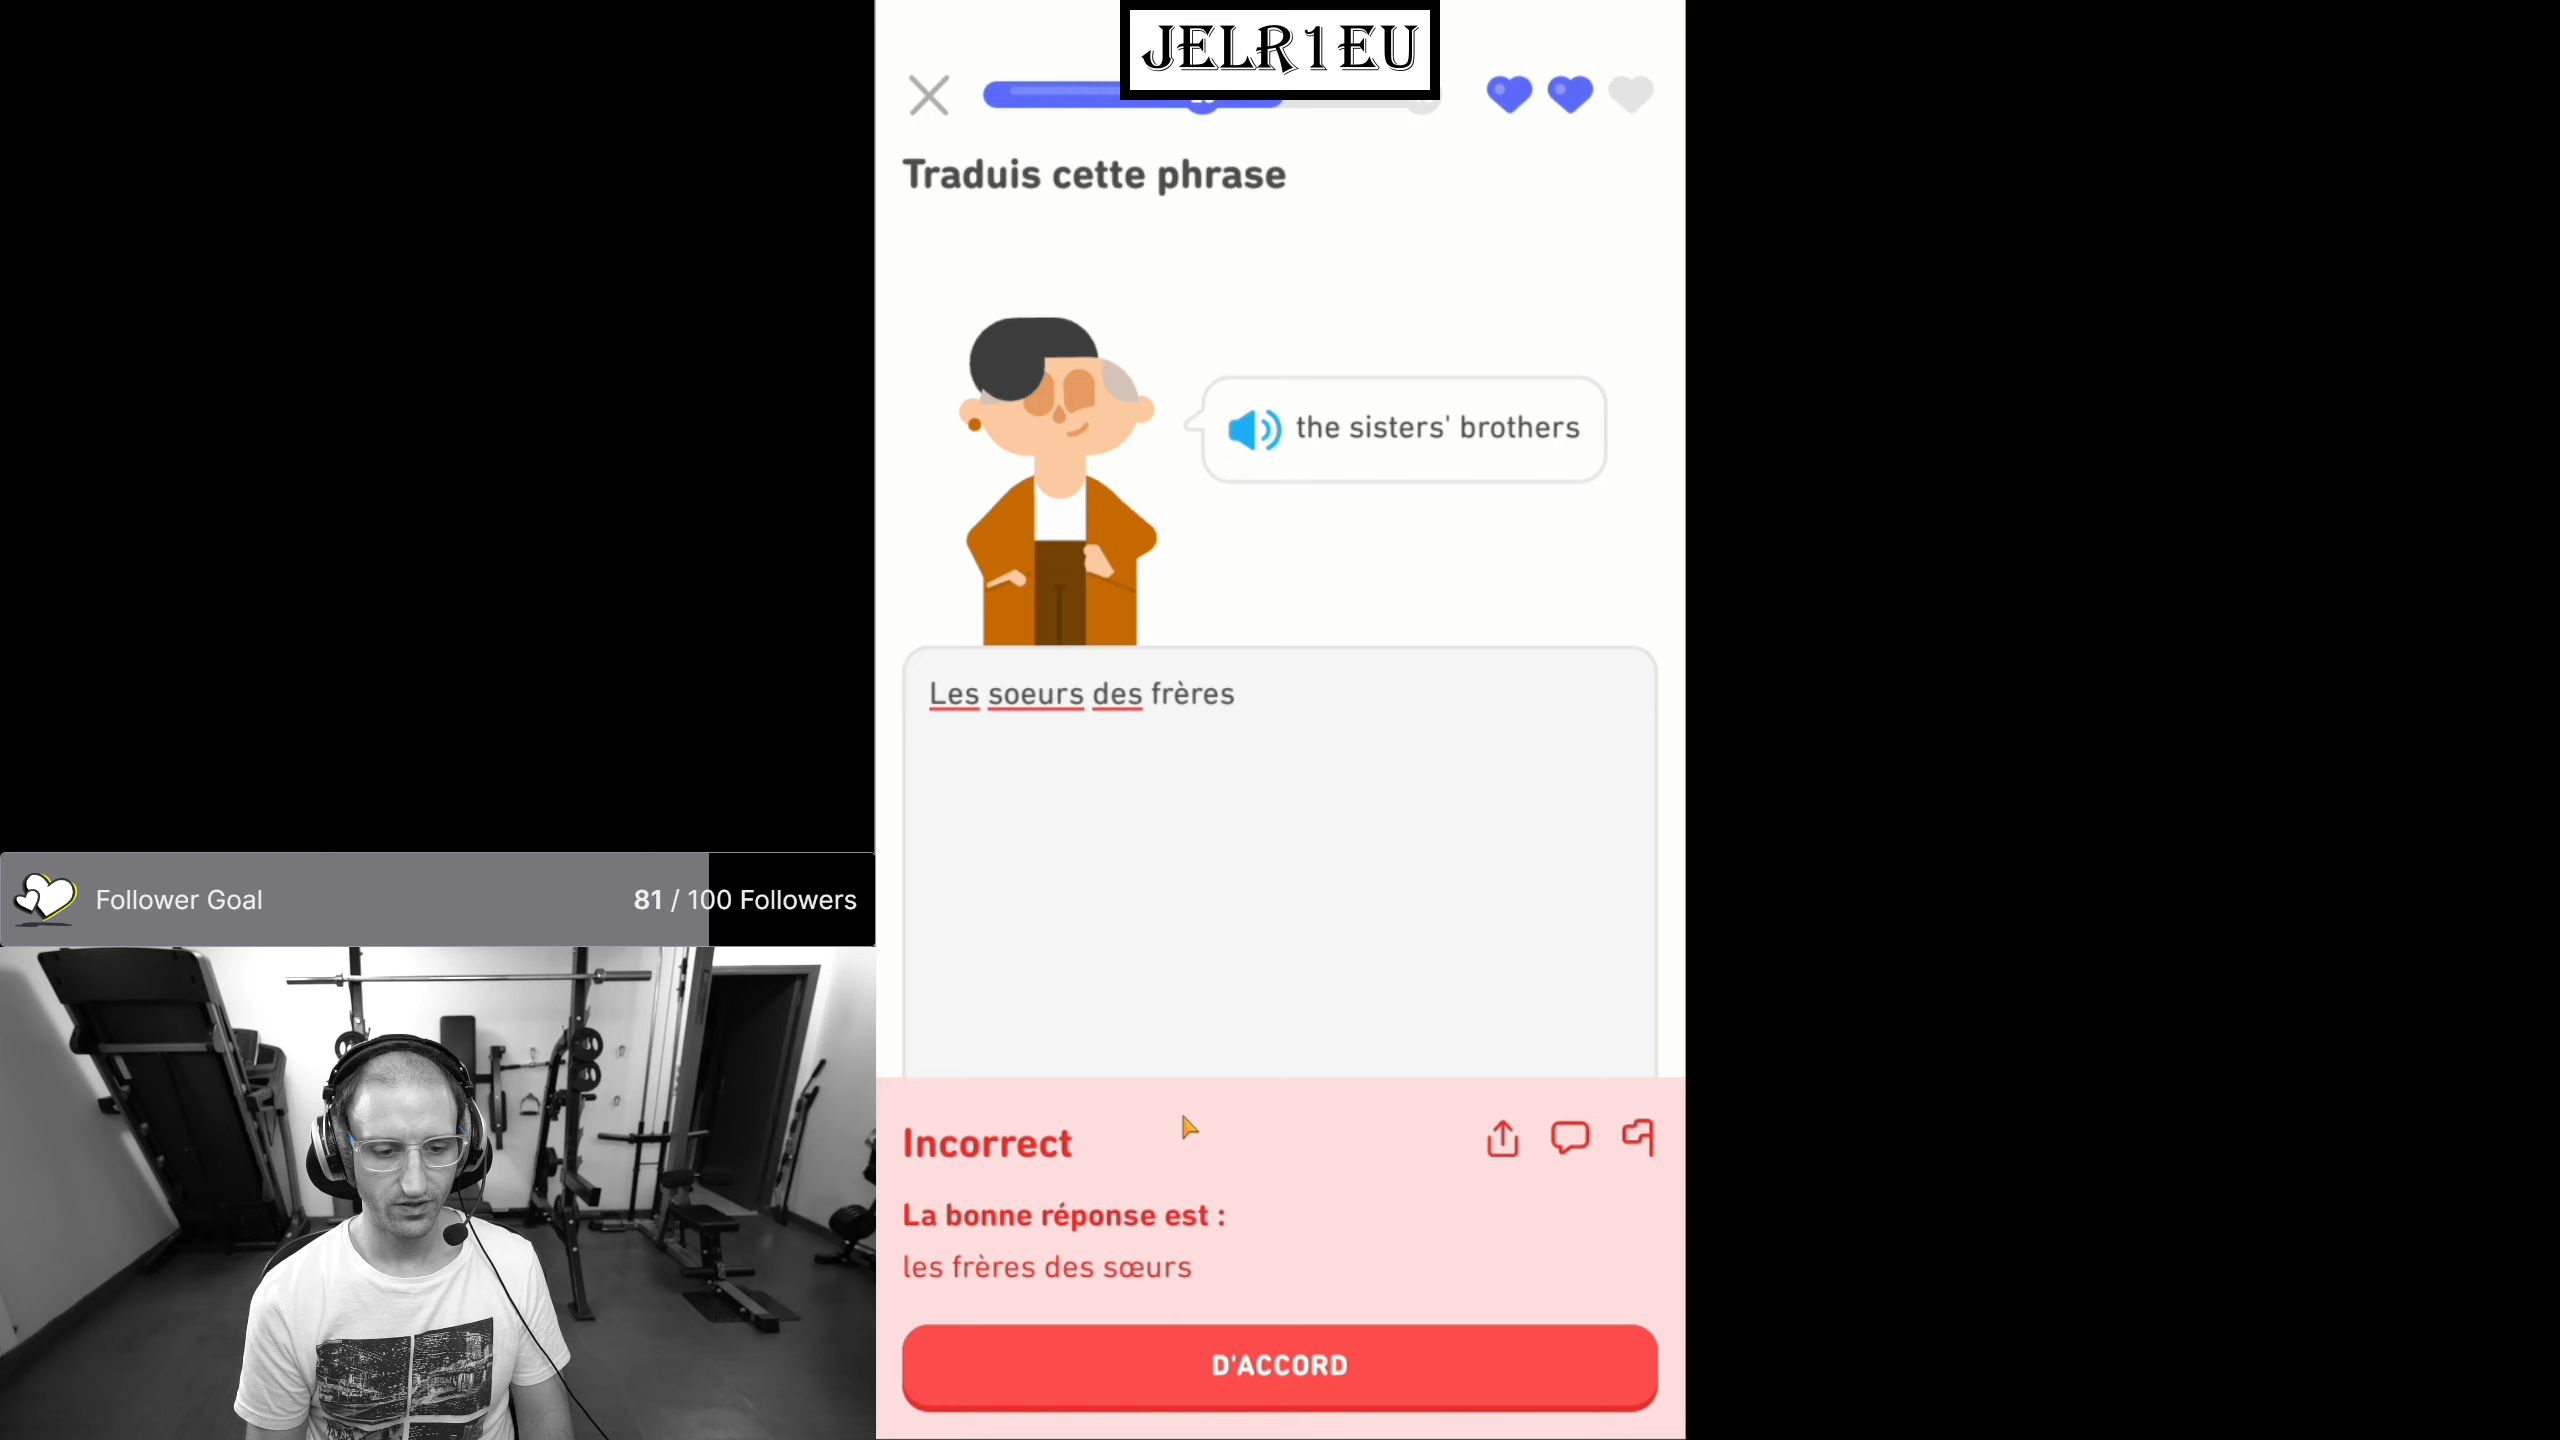 JELR1EU
Traduis cette phrase
the sisters' brothers
Les soeurs des frères
Follower Goal
81 / 100 Followers
Incorrect
La bonne réponse est :
les frères des sœurs
D'ACCORD